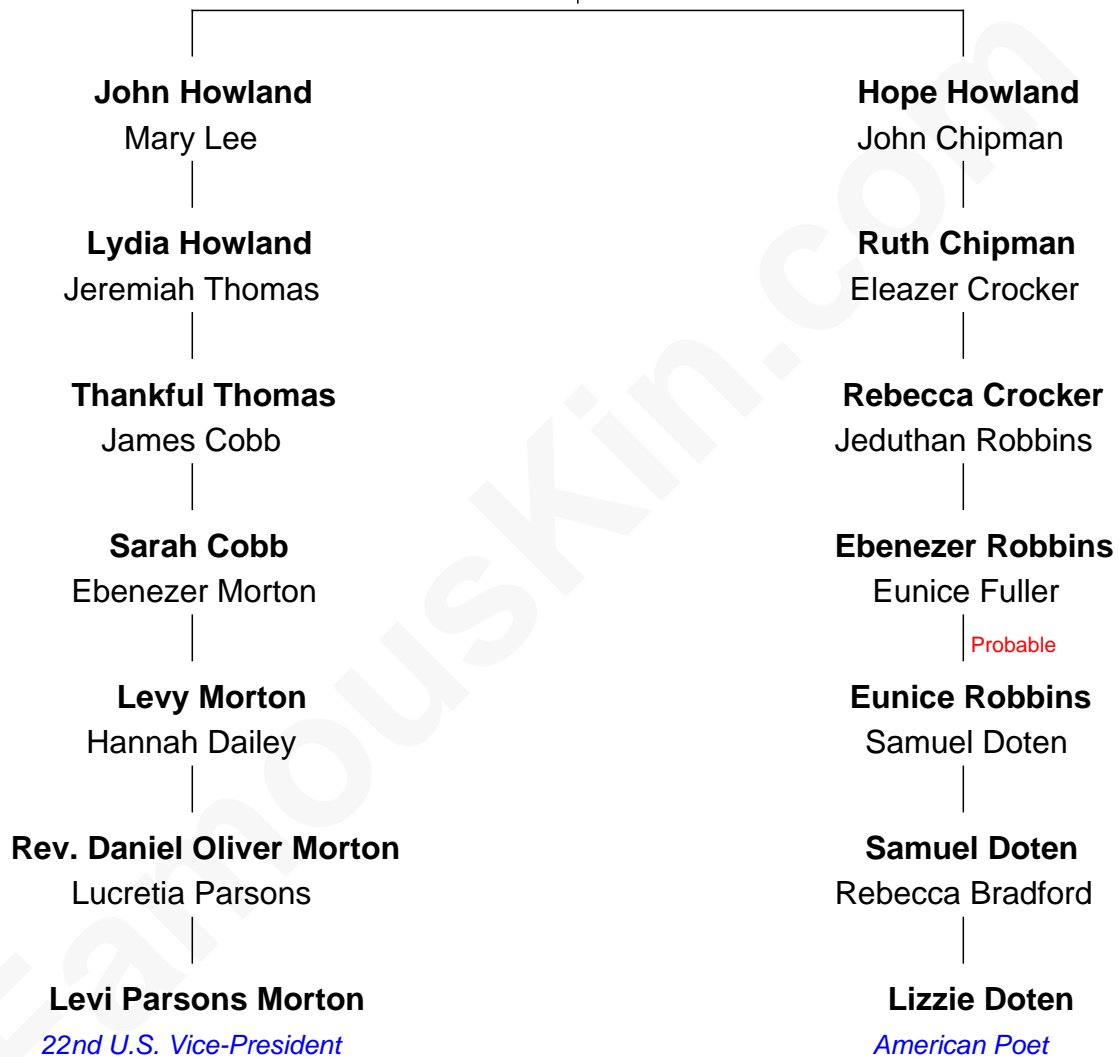 John Howland
Mary Lee
Hope Howland
John Chipman
Lydia Howland
Jeremiah Thomas
Ruth Chipman
Eleazer Crocker
Thankful Thomas
James Cobb
Rebecca Crocker
Jeduthan Robbins
Sarah Cobb
Ebenezer Morton
Ebenezer Robbins
Eunice Fuller
Probable
Levy Morton
Hannah Dailey
Eunice Robbins
Samuel Doten
Rev. Daniel Oliver Morton
Lucretia Parsons
Samuel Doten
Rebecca Bradford
Levi Parsons Morton
22nd U.S. Vice-President
Lizzie Doten
American Poet
FamousKin.com